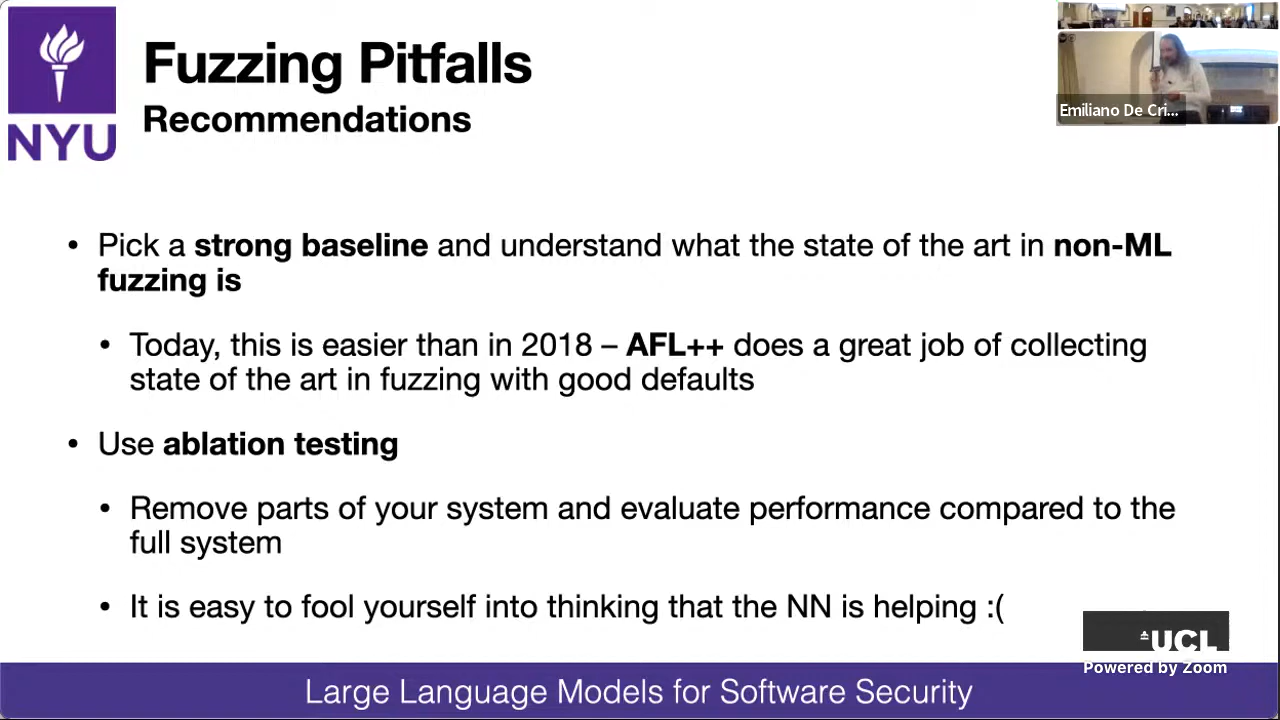 NYU
Fuzzing Pitfalls
Recommendations
Emiliano De Cri...
• Pick a strong baseline and understand what the state of the art in non-ML
fuzzing is
• Today, this is easier than in 2018 – AFL++ does a great job of collecting
state of the art in fuzzing with good defaults
• Use ablation testing
• Remove parts of your system and evaluate performance compared to the
full system
• It is easy to fool yourself into thinking that the NN is helping :(
UCL
Powered by Zoom
Large Language Models for Software Security